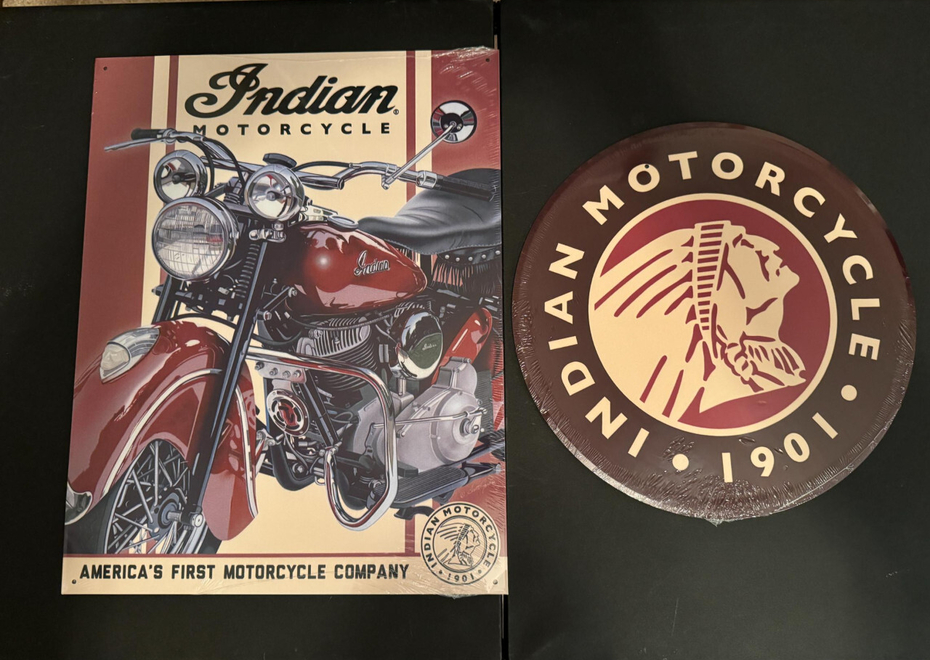 Indian®
MOTORCYCLE
Indian
AMERICA'S FIRST MOTORCYCLE COMPANY
INDIAN MOTORCYCLE
• 1901 •
INDIAN MOTORCYCLE • 1901 •